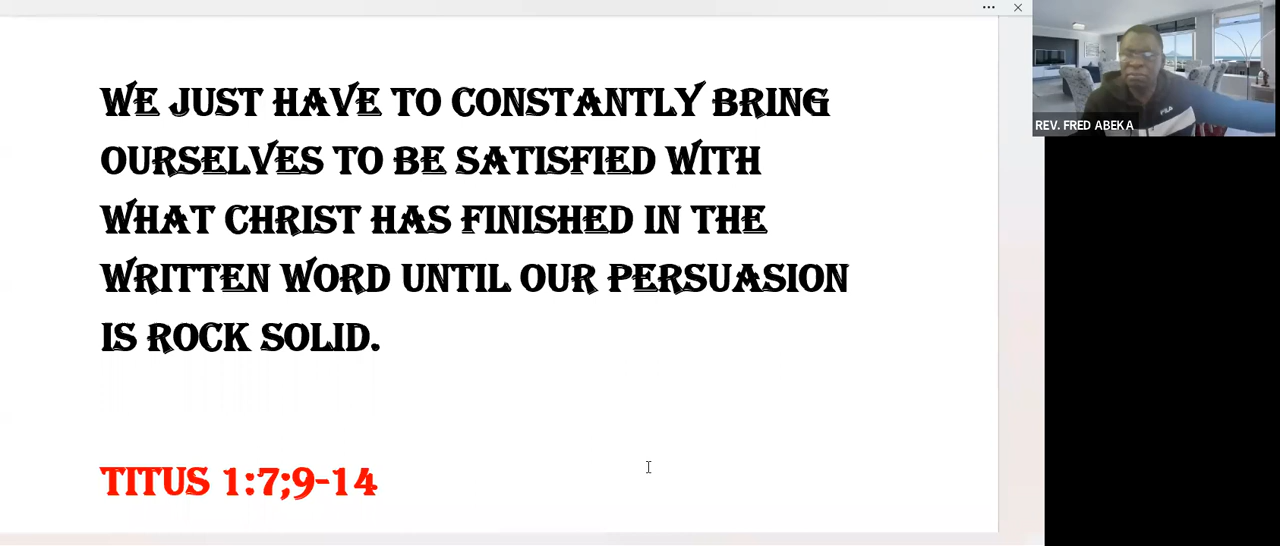 WE JUST HAVE TO CONSTANTLY BRING
OURSELVES TO BE SATISFIED WITH
WHAT CHRIST HAS FINISHED IN THE
WRITTEN WORD UNTIL OUR PERSUASION
IS ROCK SOLID.
TITUS 1:7;9-14
FILA
REV. FRED ABEKA